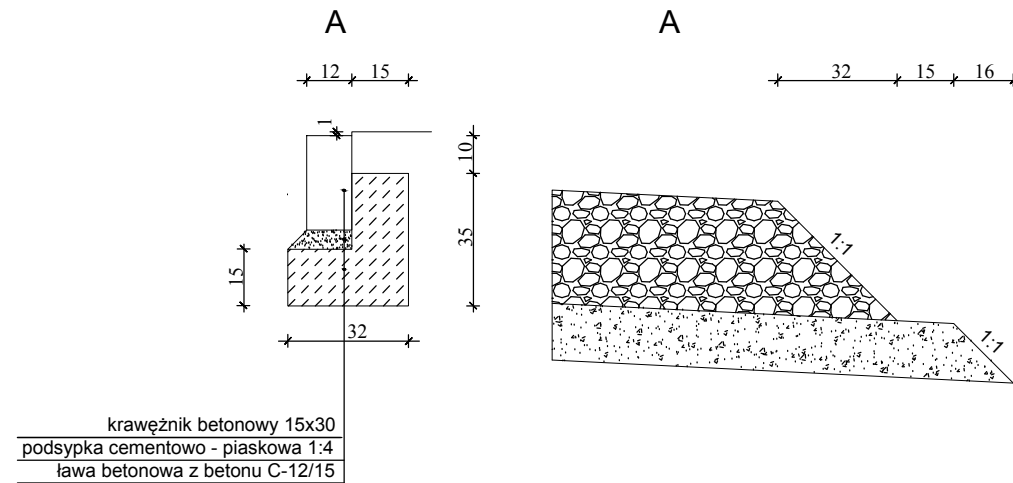 A
A
12 15
32 15 16
1
10
35
15
32
1:1
1:1
krawężnik betonowy 15x30
podsypka cementowo - piaskowa 1:4
ława betonowa z betonu C-12/15